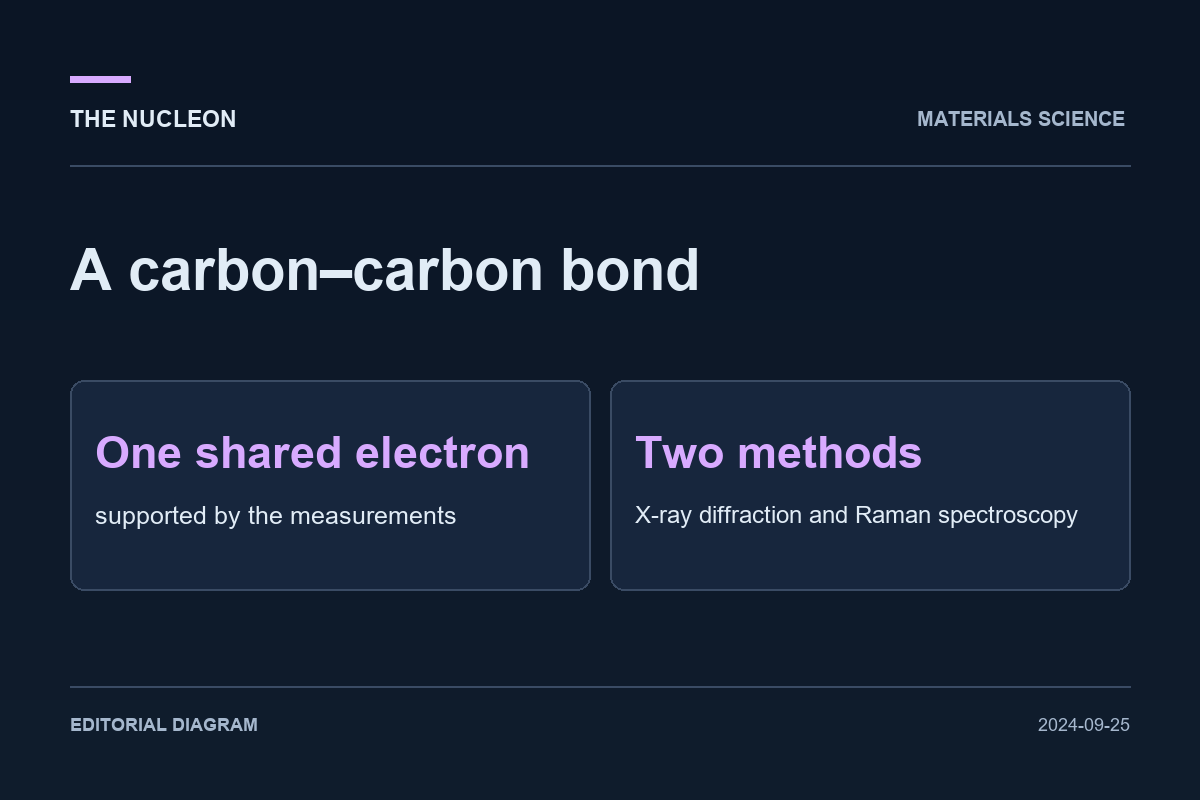 THE NUCLEON
MATERIALS SCIENCE
A carbon–carbon bond
One shared electron
supported by the measurements
Two methods
X-ray diffraction and Raman spectroscopy
EDITORIAL DIAGRAM
2024-09-25